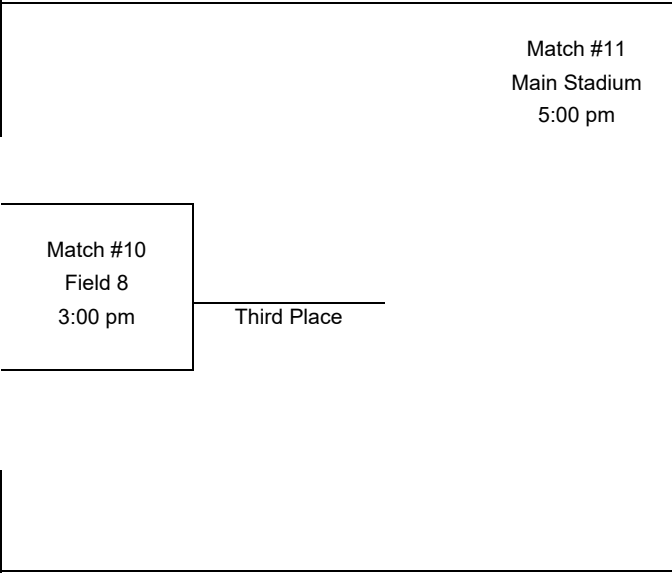 Match #11
Main Stadium
5:00 pm
Match #10
Field 8
3:00 pm
Third Place